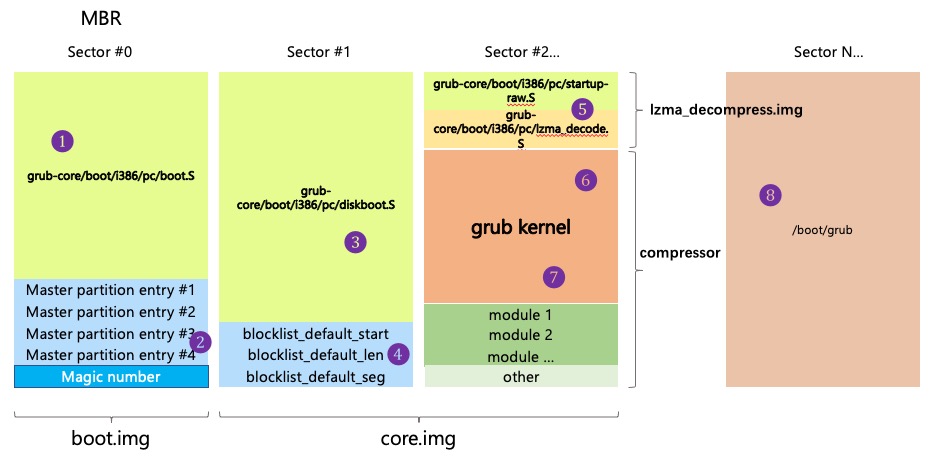 MBR
Sector #0
Sector #1
Sector #2...
Sector N...
1
grub-core/boot/i386/pc/boot.S
Master partition entry #1
Master partition entry #2
Master partition entry #3
2
Master partition entry #4
Magic number
grub-
core/boot/i386/pc/diskboot.S
3
blocklist_default_start
blocklist_default_len
4
blocklist_default_seg
grub-core/boot/i386/pc/startup-
raw.S
5
grub-
core/boot/i386/pc/lzma_decode.
S
6
grub kernel
7
module 1
module 2
module ...
other
lzma_decompress.img
compressor
8
/boot/grub
boot.img
core.img